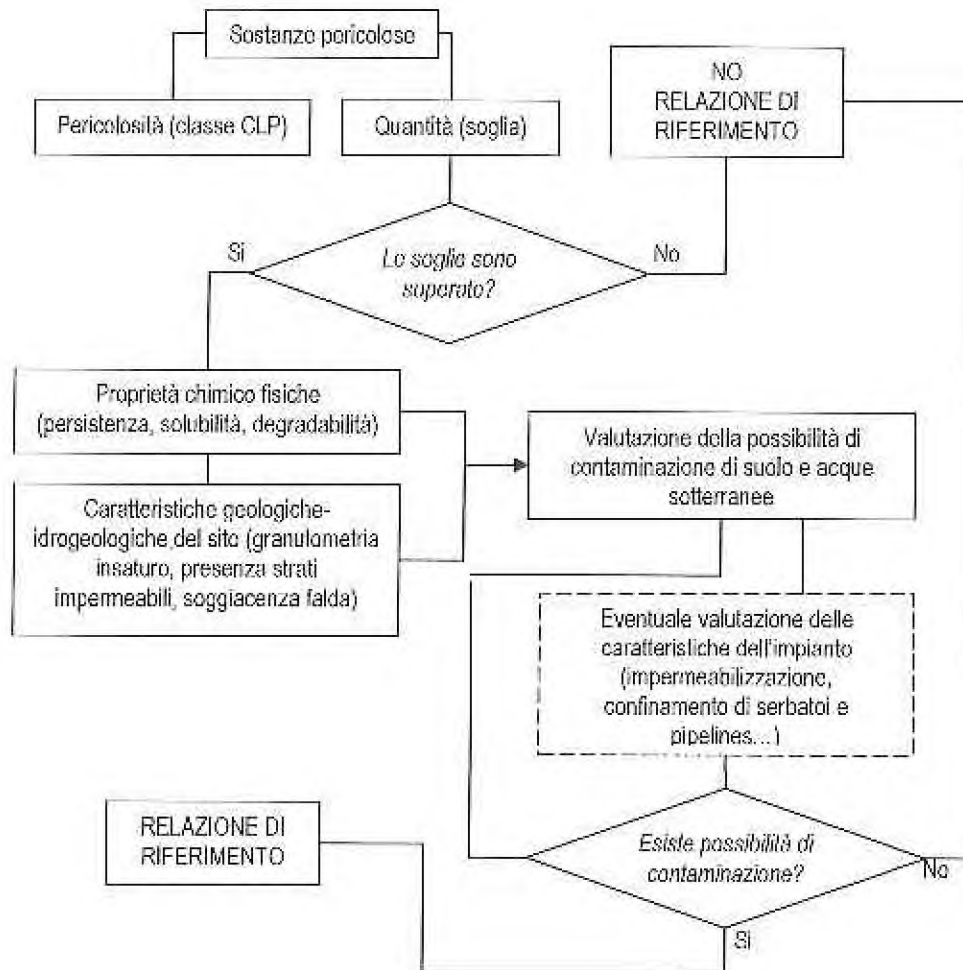 Sostanze pericolose
NO
RELAZIONE DI
RIFERIMENTO
Pericolosità (classe CLP)
Quantità (soglia)
Si
Le soglie sono
superate?
No
Proprietà chimico fisiche
(persistenza, solubilità, degradabilità)
Valutazione della possibilità di
contaminazione di suolo e acque
sotterranee
Caratteristiche geologiche-
idrogeologiche del sito (granulometria
insaturo, presenza strati
impermeabili, soggiacenza falda)
Eventuale valutazione delle
caratteristiche dell'impianto
(impermeabilizzazione,
confinamento di serbatoi e
pipelines...)
RELAZIONE DI
RIFERIMENTO
Esiste possibilità di
contaminazione?
No
Si